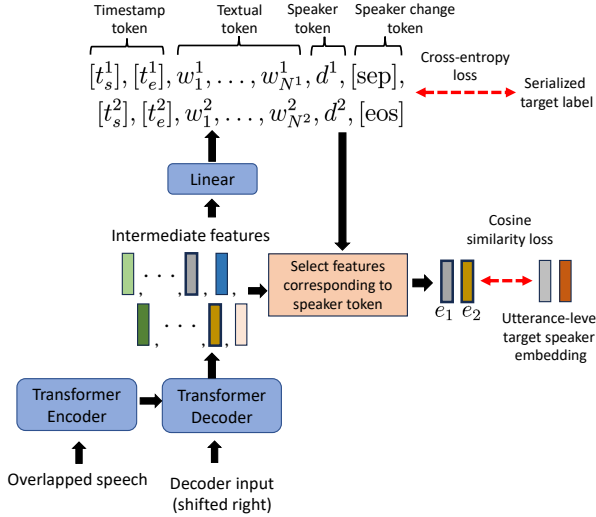 Timestamp token
Textual token
Speaker token
Speaker change token
[t_s^1], [t_e^1], w_1^1, . . . , w_{N^1}^1, d^1, [sep],
[t_s^2], [t_e^2], w_1^2, . . . , w_{N^2}^2, d^2, [eos]
Cross-entropy
loss
Serialized
target label
Linear
Intermediate features
, . . . , , ,
, . . . , ,
Select features
corresponding to
speaker token
Cosine
similarity loss
e_1 e_2
Utterance-leve
target speaker
embedding
Transformer
Encoder
Transformer
Decoder
Overlapped speech
Decoder input
(shifted right)